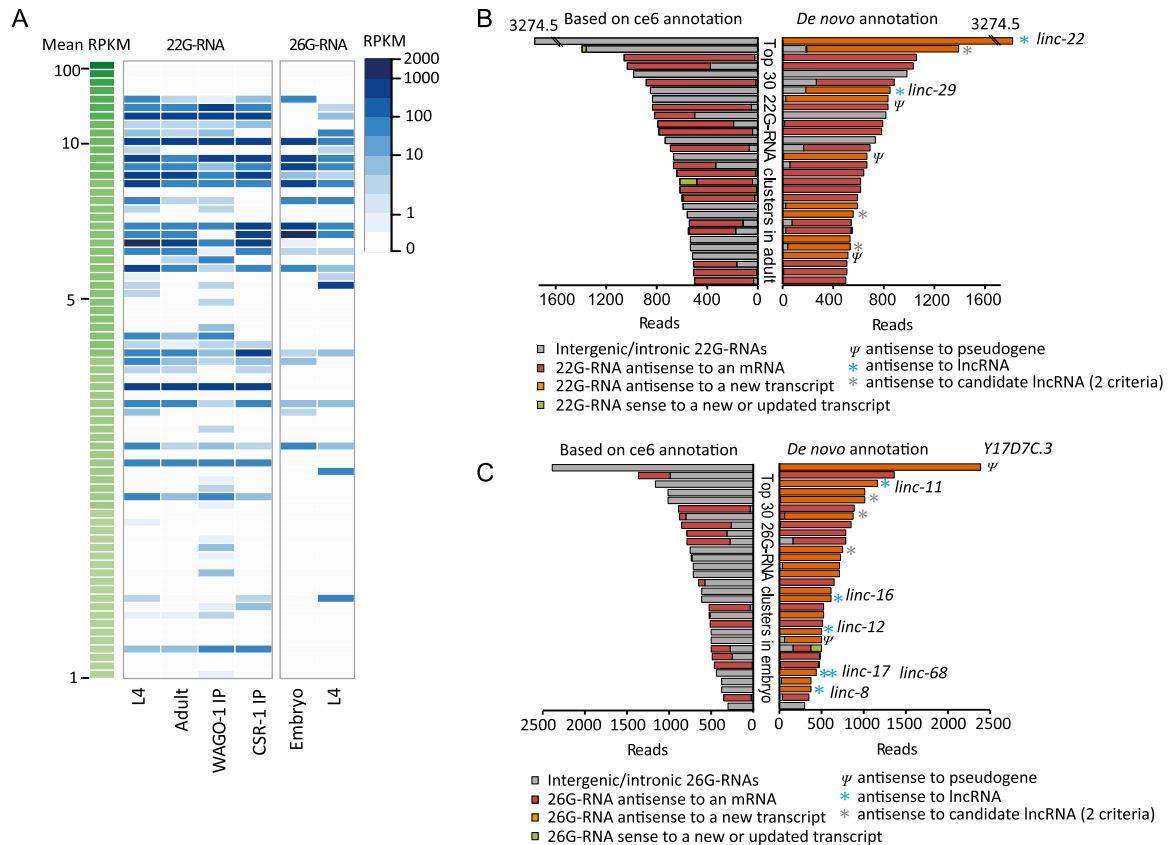 A
Mean RPKM
22G-RNA
26G-RNA
RPKM
100
10
5
1
2000
1000
100
10
1
0
L4
Adult
WAGO-1 IP
CSR-1 IP
Embryo
L4
B
Based on ce6 annotation
De novo annotation
3274.5
3274.5
* linc-22
*
* linc-29
ψ
ψ
*
*
ψ
Top 30 22G-RNA clusters in adult
1600 1200 800 400 0
0 400 800 1200 1600
Reads
Reads
Intergenic/intronic 22G-RNAs
22G-RNA antisense to an mRNA
22G-RNA antisense to a new transcript
22G-RNA sense to a new or updated transcript
ψ antisense to pseudogene
* antisense to lncRNA
* antisense to candidate lncRNA (2 criteria)
C
Based on ce6 annotation
De novo annotation
Y17D7C.3
ψ
* linc-11
*
*
*
* linc-16
* linc-12
ψ
** linc-17 linc-68
* linc-8
Top 30 26G-RNA clusters in embryo
2500 2000 1500 1000 500 0
0 500 1000 1500 2000 2500
Reads
Reads
Intergenic/intronic 26G-RNAs
26G-RNA antisense to an mRNA
26G-RNA antisense to a new transcript
26G-RNA sense to a new or updated transcript
ψ antisense to pseudogene
* antisense to lncRNA
* antisense to candidate lncRNA (2 criteria)